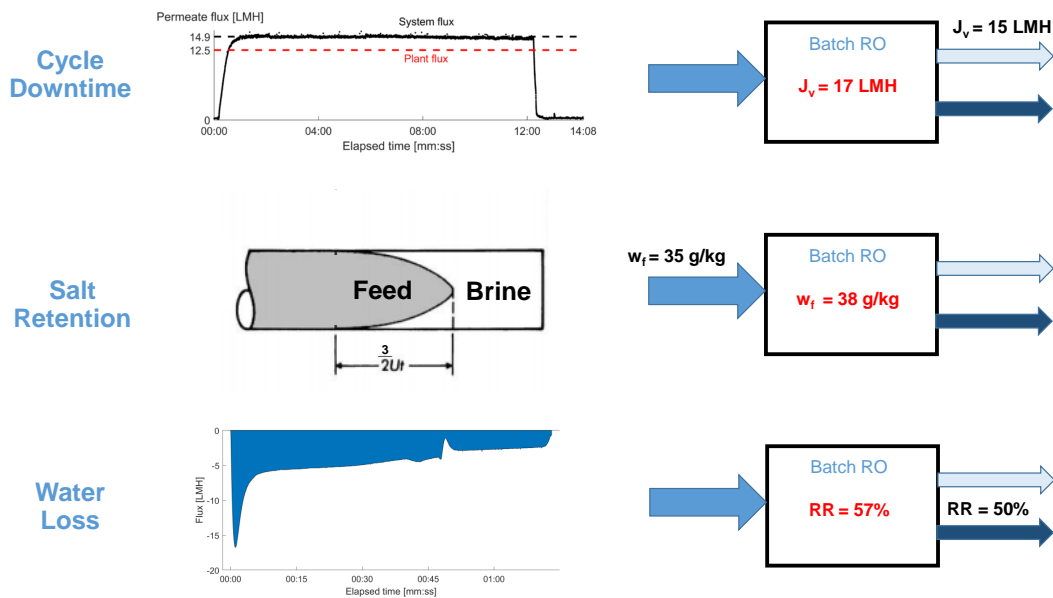 Cycle
Downtime
Permeate flux [LMH]
14.9
12.5
0
System flux
Plant flux
00:00 04:00 08:00 12:00 14:08
Elapsed time [mm:ss]
Batch RO
Jv = 17 LMH
Jv = 15 LMH
Salt
Retention
Feed Brine
3
/2Ut
wf = 35 g/kg
Batch RO
wf = 38 g/kg
Water
Loss
Flux [LMH]
0
-5
-10
-15
-20
00:00 00:15 00:30 00:45 01:00
Elapsed time [mm:ss]
Batch RO
RR = 57%
RR = 50%